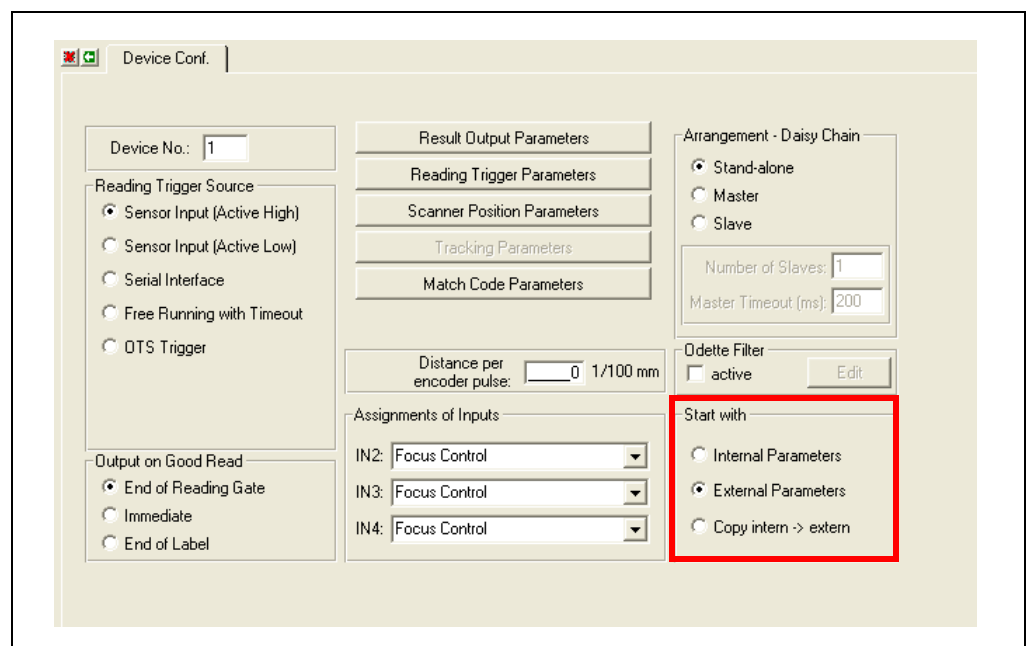 Device Conf.
Device No.: 1
Reading Trigger Source
Sensor Input (Active High)
Sensor Input (Active Low)
Serial Interface
Free Running with Timeout
OTS Trigger
Output on Good Read
End of Reading Gate
Immediate
End of Label
Result Output Parameters
Reading Trigger Parameters
Scanner Position Parameters
Tracking Parameters
Match Code Parameters
Distance per
encoder pulse: 0 1/100 mm
Assignments of Inputs
IN2: Focus Control
IN3: Focus Control
IN4: Focus Control
Arrangement - Daisy Chain
Stand-alone
Master
Slave
Number of Slaves: 1
Master Timeout (ms): 200
Odette Filter
active Edit
Start with
Internal Parameters
External Parameters
Copy intern -> extern